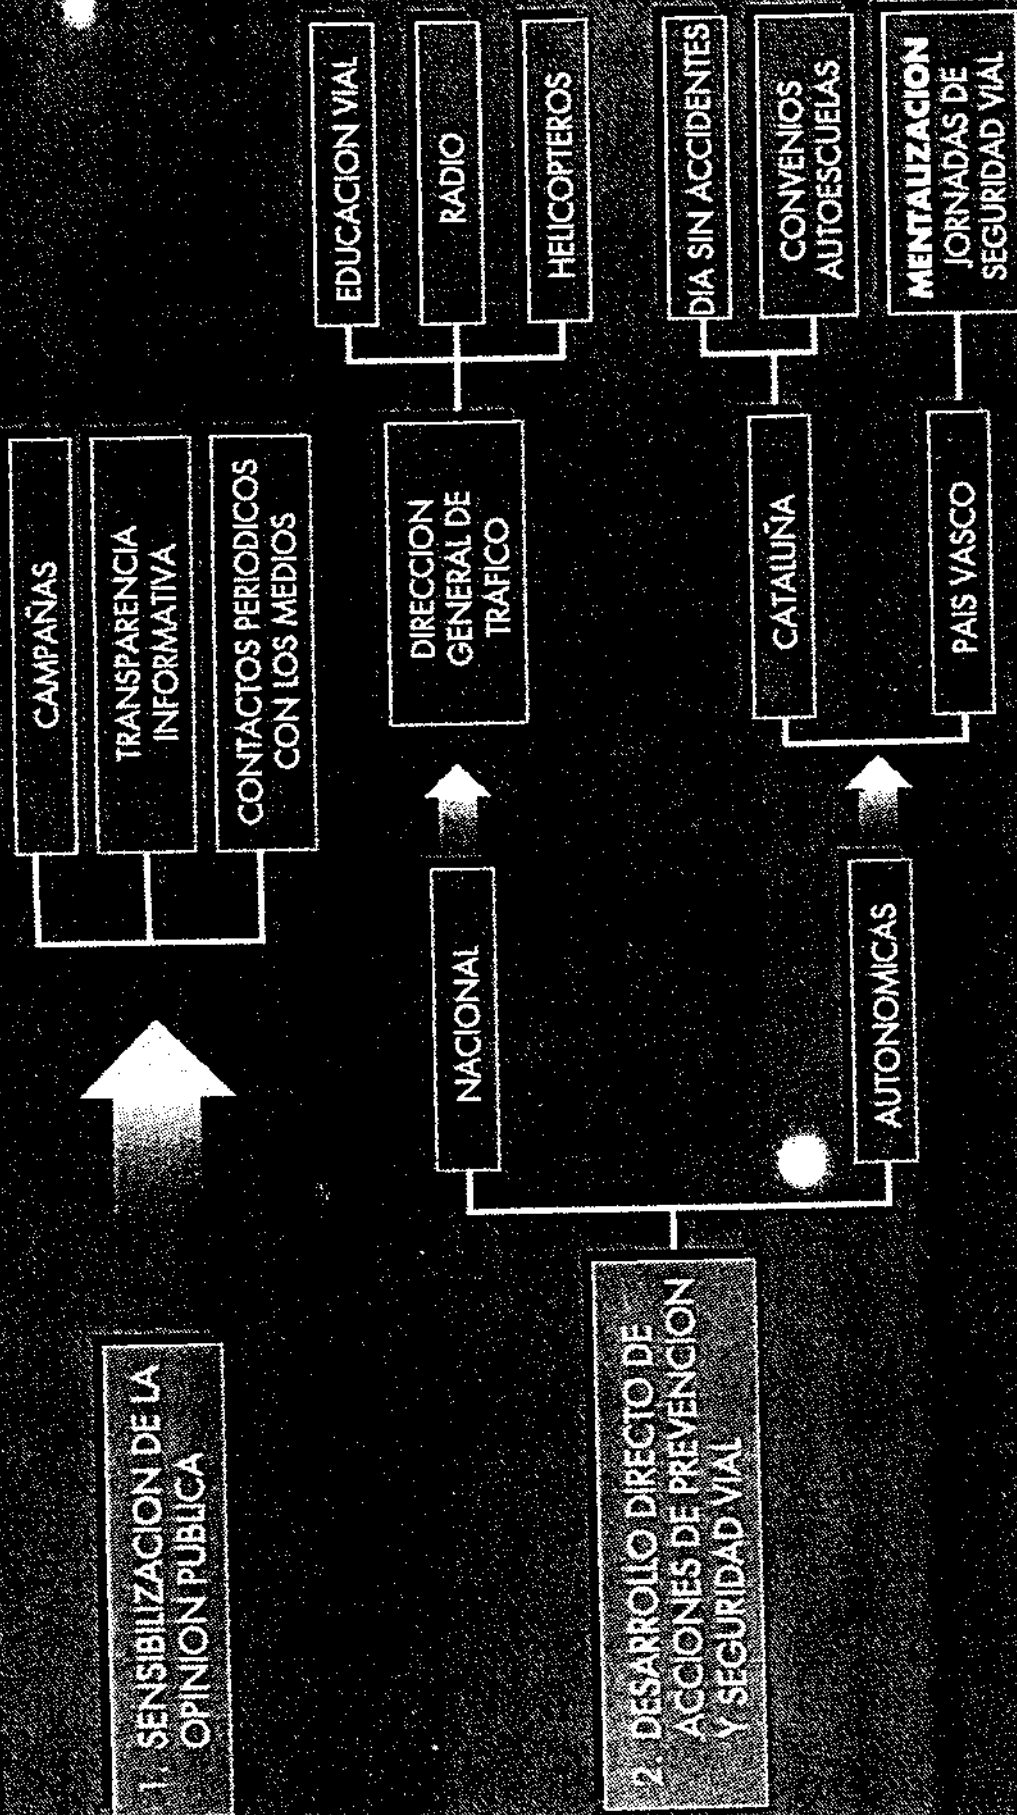 1. SENSIBILIZACION DE LA
OPINION PUBLICA
CAMPAÑAS
TRANSPARENCIA
INFORMATIVA
CONTACTOS PERIODICOS
CON LOS MEDIOS
2. DESARROLLO DIRECTO DE
ACCIONES DE PREVENCION
Y SEGURIDAD VIAL
NACIONAL
DIRECCION
GENERAL DE
TRAFICO
EDUCACION VIAL
RADIO
HELICOPTEROS
AUTONOMICAS
CATALUÑA
DIA SIN ACCIDENTES
CONVENIOS
AUTOESCUELAS
PAIS VASCO
MENTALIZACION
JORNADAS DE
SEGURIDAD VIAL